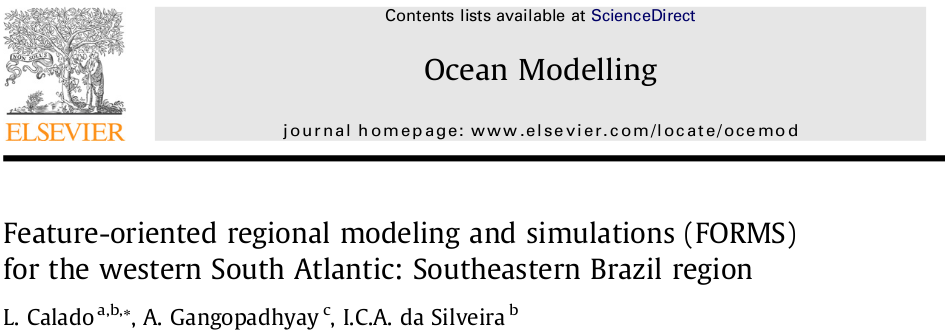 Contents lists available at ScienceDirect
Ocean Modelling
journal homepage: www.elsevier.com/locate/ocemod
ELSEVIER
Feature-oriented regional modeling and simulations (FORMS)
for the western South Atlantic: Southeastern Brazil region
L. Calado a,b,*, A. Gangopadhyay c, I.C.A. da Silveira b